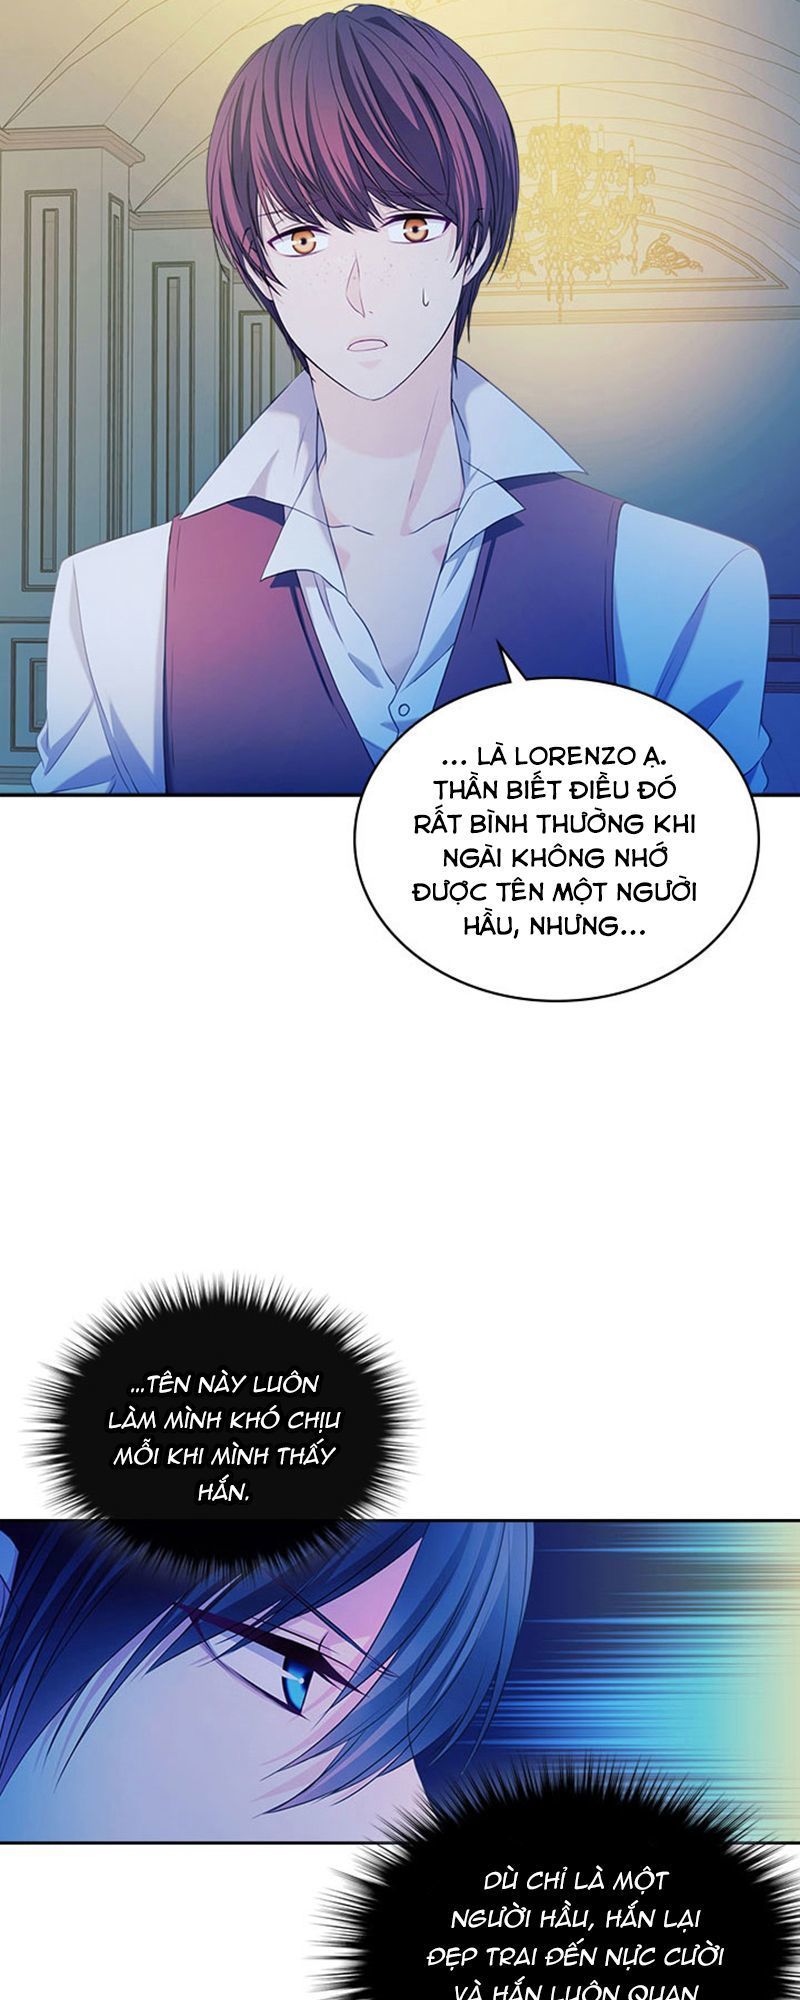 ... LÀ LORENZO Ạ.
THẦN BIẾT ĐIỀU ĐÓ
RẤT BÌNH THƯỜNG KHI
NGÀI KHÔNG NHỚ
ĐƯỢC TÊN MỘT NGƯỜI
HẦU, NHƯNG...
...TÊN NÀY LUÔN
LÀM MÌNH KHÓ CHỊU
MỖI KHI MÌNH THẤY
HẮN.
DÙ CHỈ LÀ MỘT
NGƯỜI HẦU, HẮN LẠI
ĐẸP TRAI ĐẾN NỰC CƯỜI
VÀ HẮN LUÔN QUAN